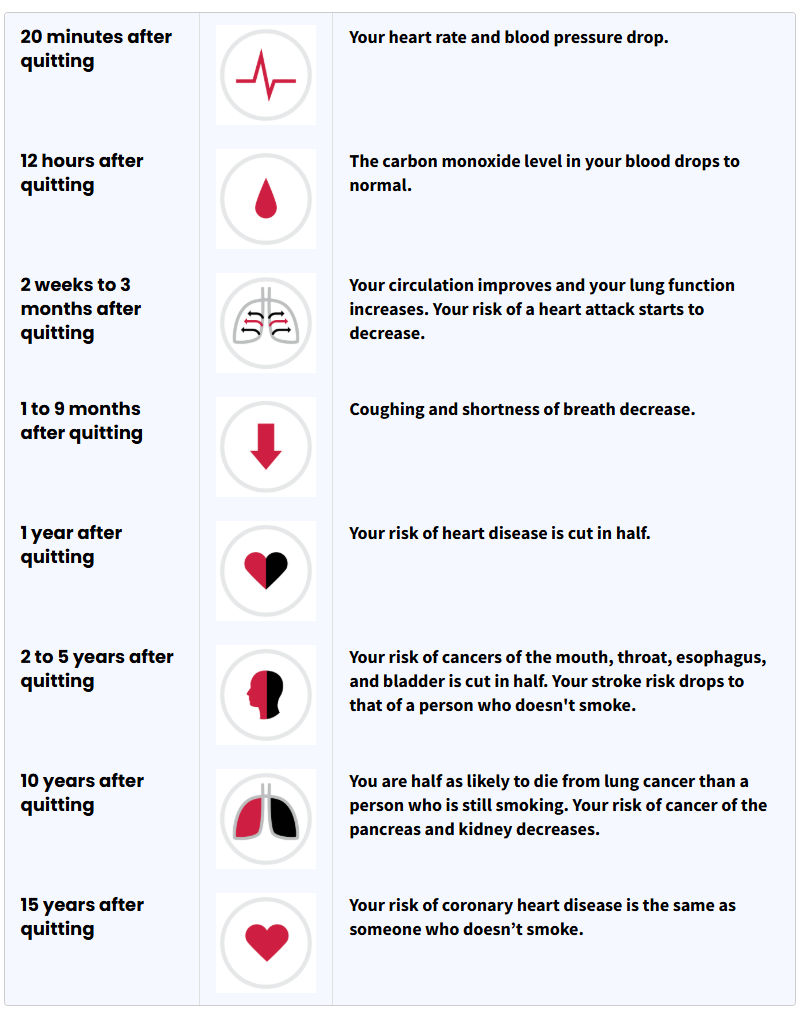 20 minutes after
quitting
Your heart rate and blood pressure drop.
12 hours after
quitting
The carbon monoxide level in your blood drops to
normal.
2 weeks to 3
months after
quitting
Your circulation improves and your lung function
increases. Your risk of a heart attack starts to
decrease.
1 to 9 months
after quitting
Coughing and shortness of breath decrease.
1 year after
quitting
Your risk of heart disease is cut in half.
2 to 5 years after
quitting
Your risk of cancers of the mouth, throat, esophagus,
and bladder is cut in half. Your stroke risk drops to
that of a person who doesn't smoke.
10 years after
quitting
You are half as likely to die from lung cancer than a
person who is still smoking. Your risk of cancer of the
pancreas and kidney decreases.
15 years after
quitting
Your risk of coronary heart disease is the same as
someone who doesn’t smoke.